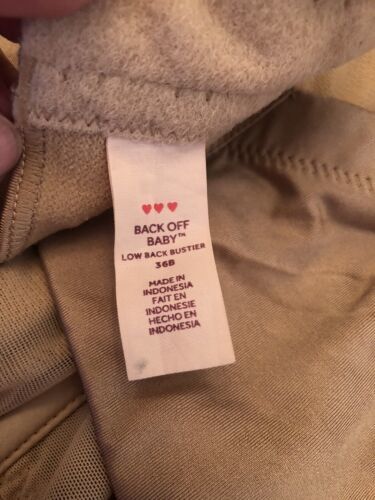 BACK OFF
BABY™
LOW BACK BUSTIER
36B
MADE IN
INDONESIA
FAIT EN
INDONESIE
HECHO EN
INDONESIA